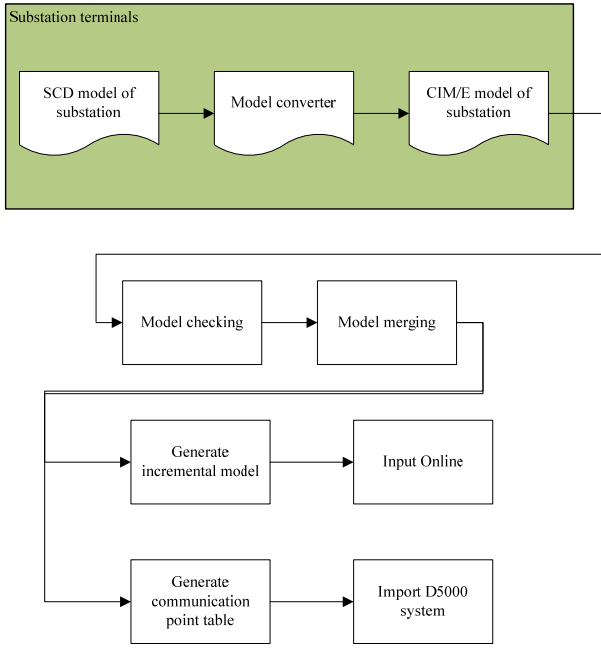 Substation terminals
SCD model of
substation
Model converter
CIM/E model of
substation
Model checking
Model merging
Generate
incremental model
Input Online
Generate
communication
point table
Import D5000
system